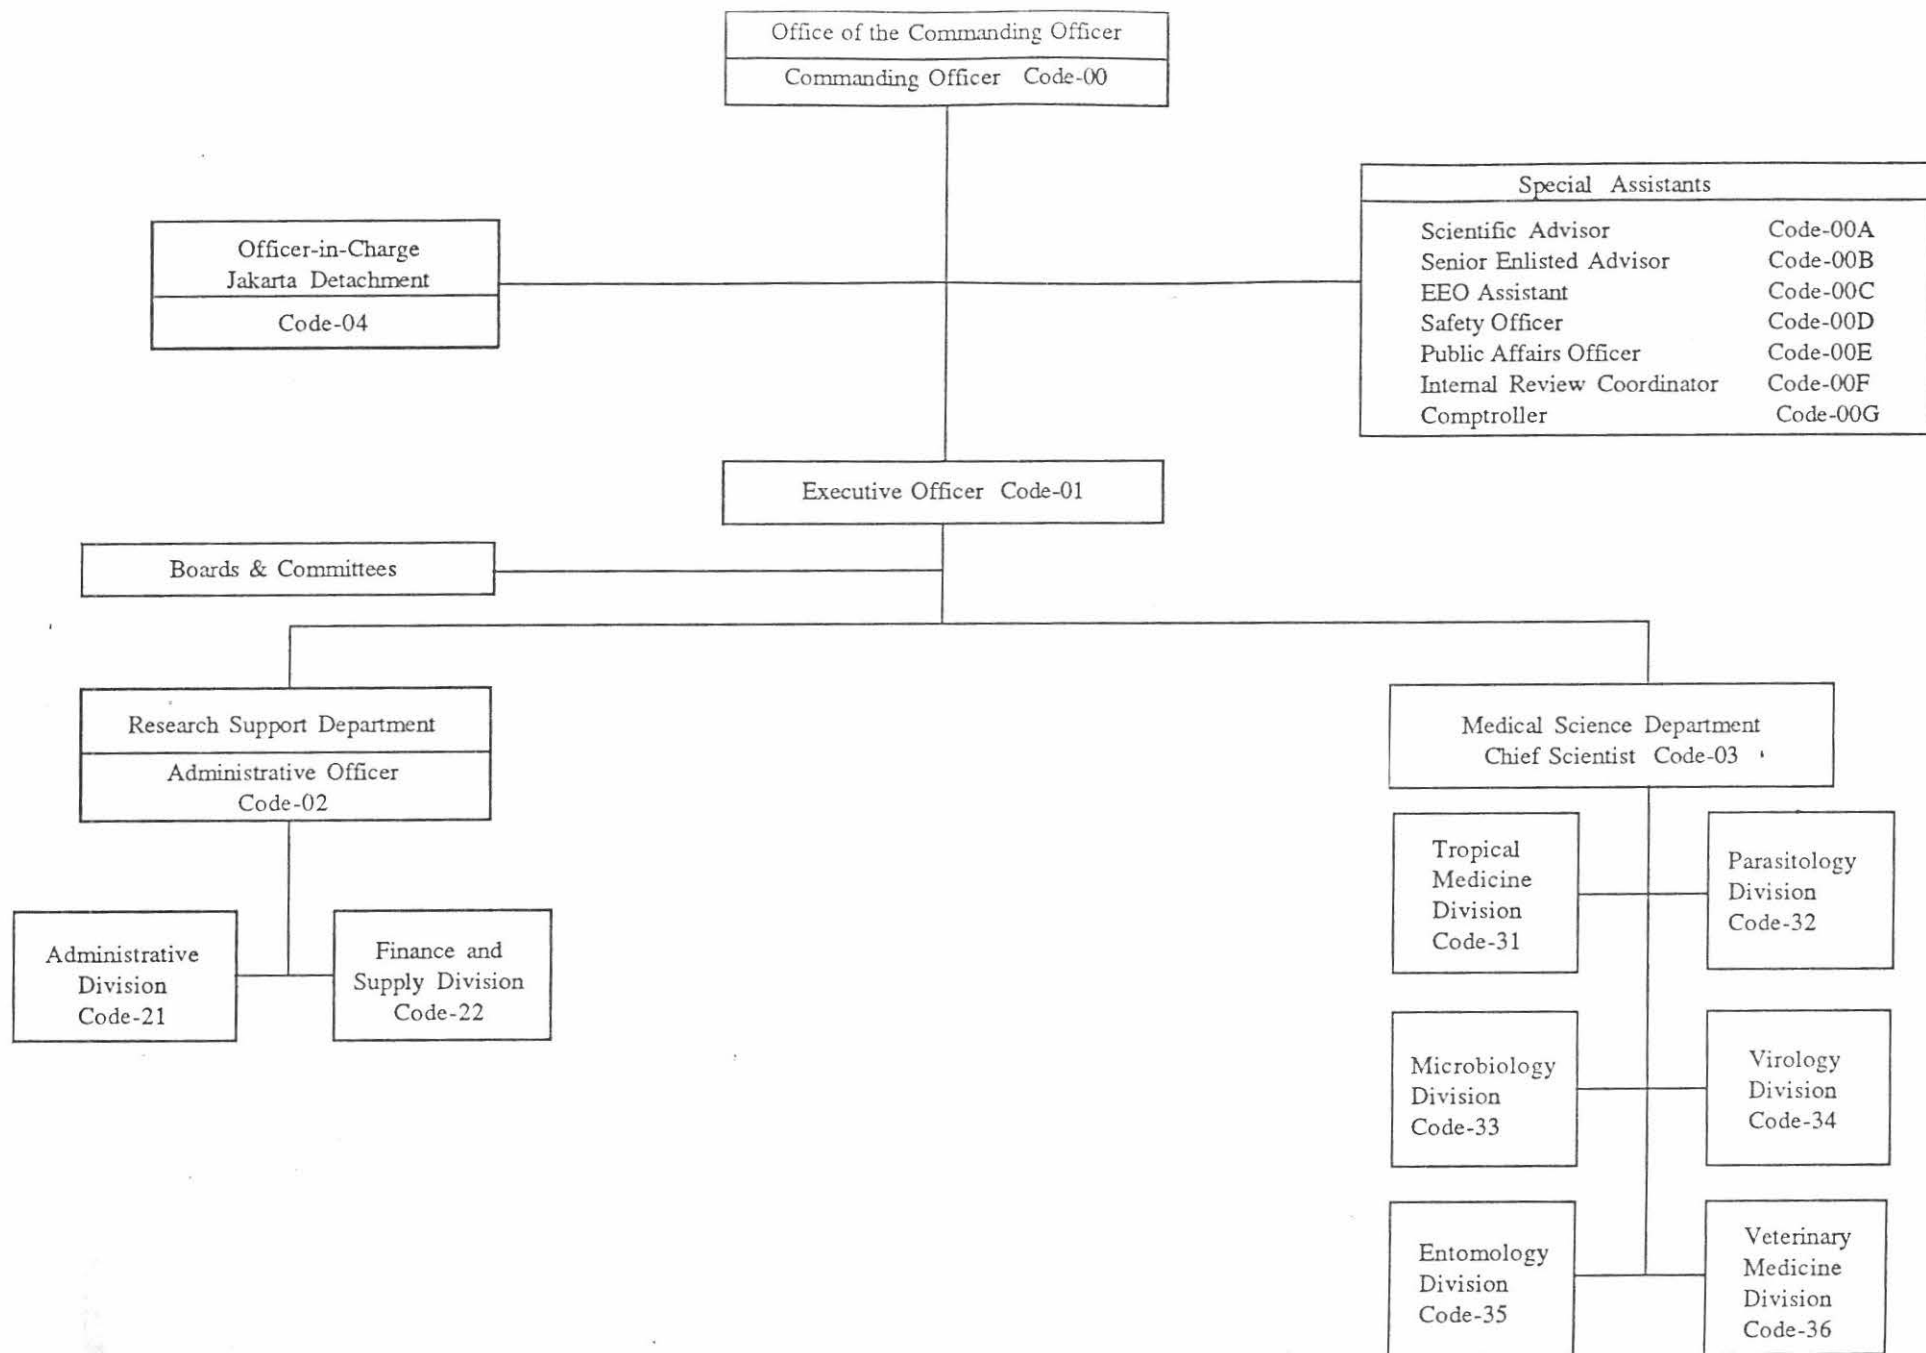 Office of the Commanding Officer
Commanding Officer Code-00
Special Assistants
Scientific Advisor Code-00A
Senior Enlisted Advisor Code-00B
EEO Assistant Code-00C
Safety Officer Code-00D
Public Affairs Officer Code-00E
Internal Review Coordinator Code-00F
Comptroller Code-00G
Officer-in-Charge
Jakarta Detachment
Code-04
Executive Officer Code-01
Boards & Committees
Research Support Department
Administrative Officer
Code-02
Medical Science Department
Chief Scientist Code-03
Administrative
Division
Code-21
Finance and
Supply Division
Code-22
Tropical
Medicine
Division
Code-31
Parasitology
Division
Code-32
Microbiology
Division
Code-33
Virology
Division
Code-34
Entomology
Division
Code-35
Veterinary
Medicine
Division
Code-36